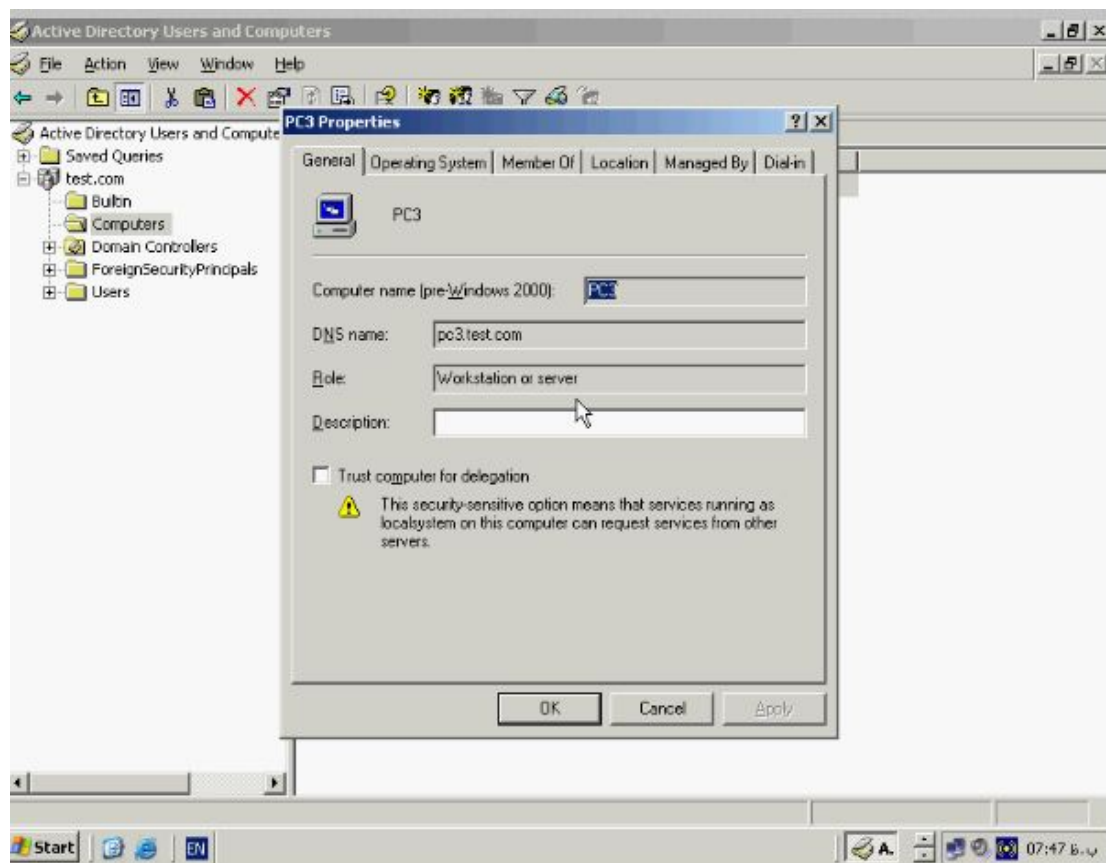 Active Directory Users and Computers
File Action View Window Help
Active Directory Users and Compute
Saved Queries
test.com
Builtin
Computers
Domain Controllers
ForeignSecurityPrincipals
Users
PC3 Properties
General Operating System Member Of Location Managed By Dial-in
PC3
Computer name (pre-Windows 2000): PC3
DNS name: pc3.test.com
Role: Workstation or server
Description:
Trust computer for delegation
This security-sensitive option means that services running as
localsystem on this computer can request services from other
servers.
OK Cancel Apply
Start EN A. 07:47 ب.ظ